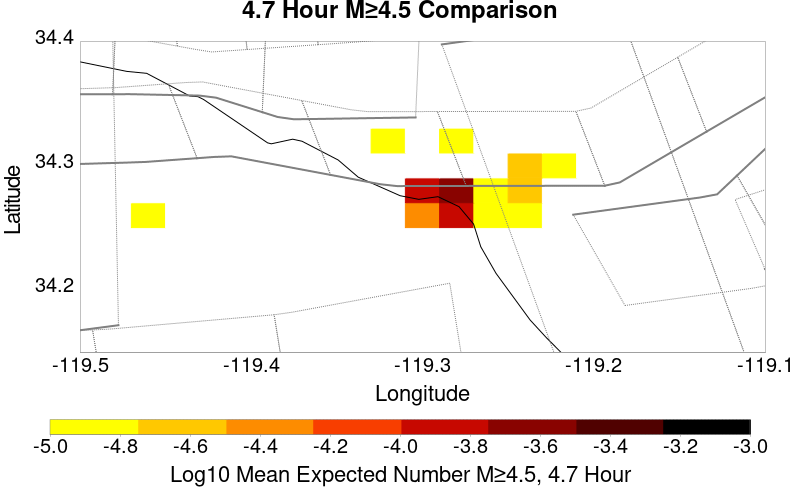 4.7 Hour M≥4.5 Comparison
34.4
34.3
34.2
Latitude
-119.5 -119.4 -119.3 -119.2 -119.1
Longitude
-5.0 -4.8 -4.6 -4.4 -4.2 -4.0 -3.8 -3.6 -3.4 -3.2 -3.0
Log10 Mean Expected Number M≥4.5, 4.7 Hour